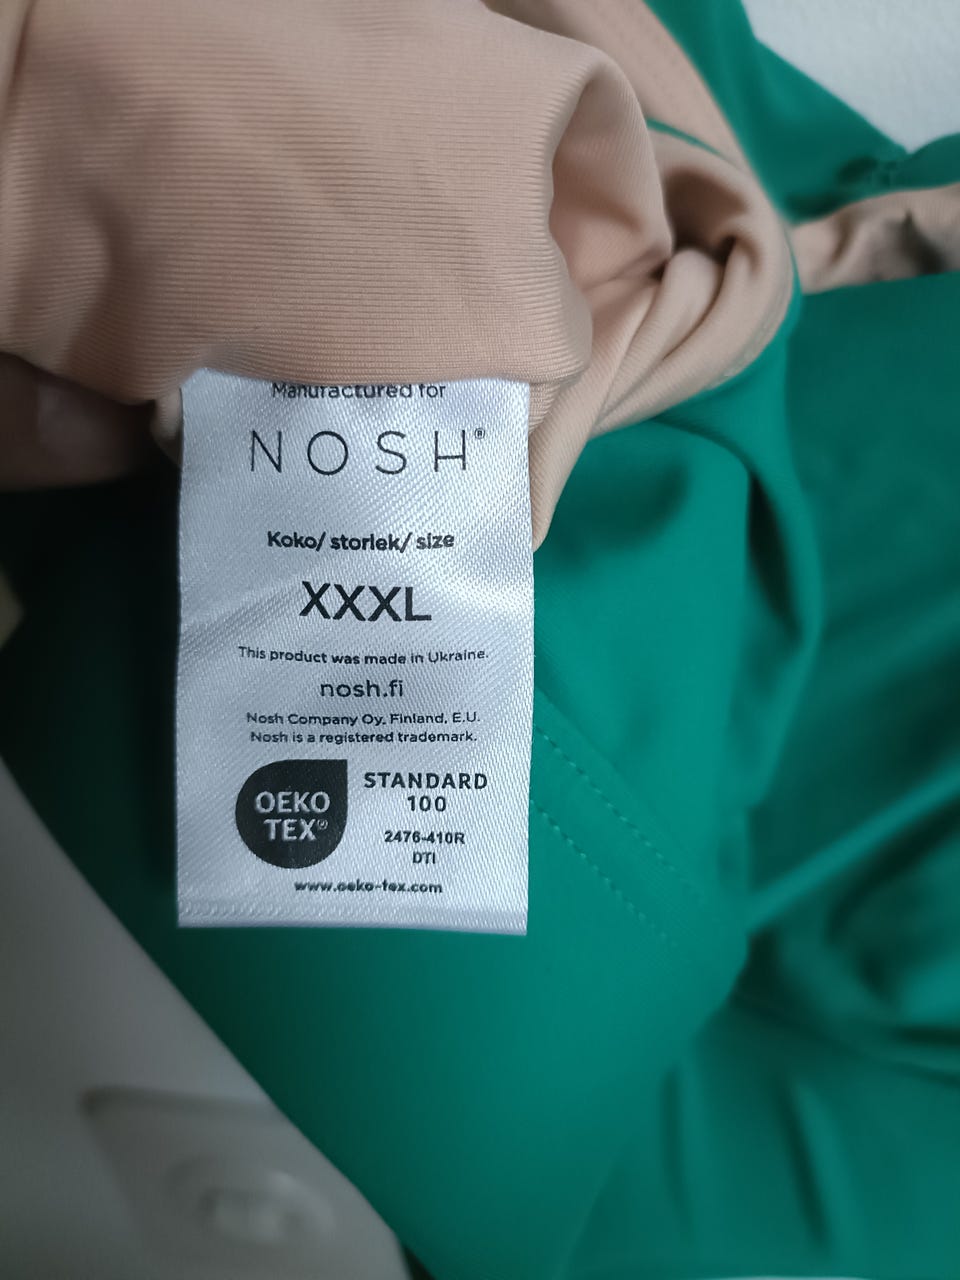 Manufactured for
NOSH®
Koko/ storlek/ size
XXXL
This product was made in Ukraine.
nosh.fi
Nosh Company Oy, Finland, E.U.
Nosh is a registered trademark.
OEKO
TEX®
STANDARD
100
2476-410R
DTI
www.oeko-tex.com